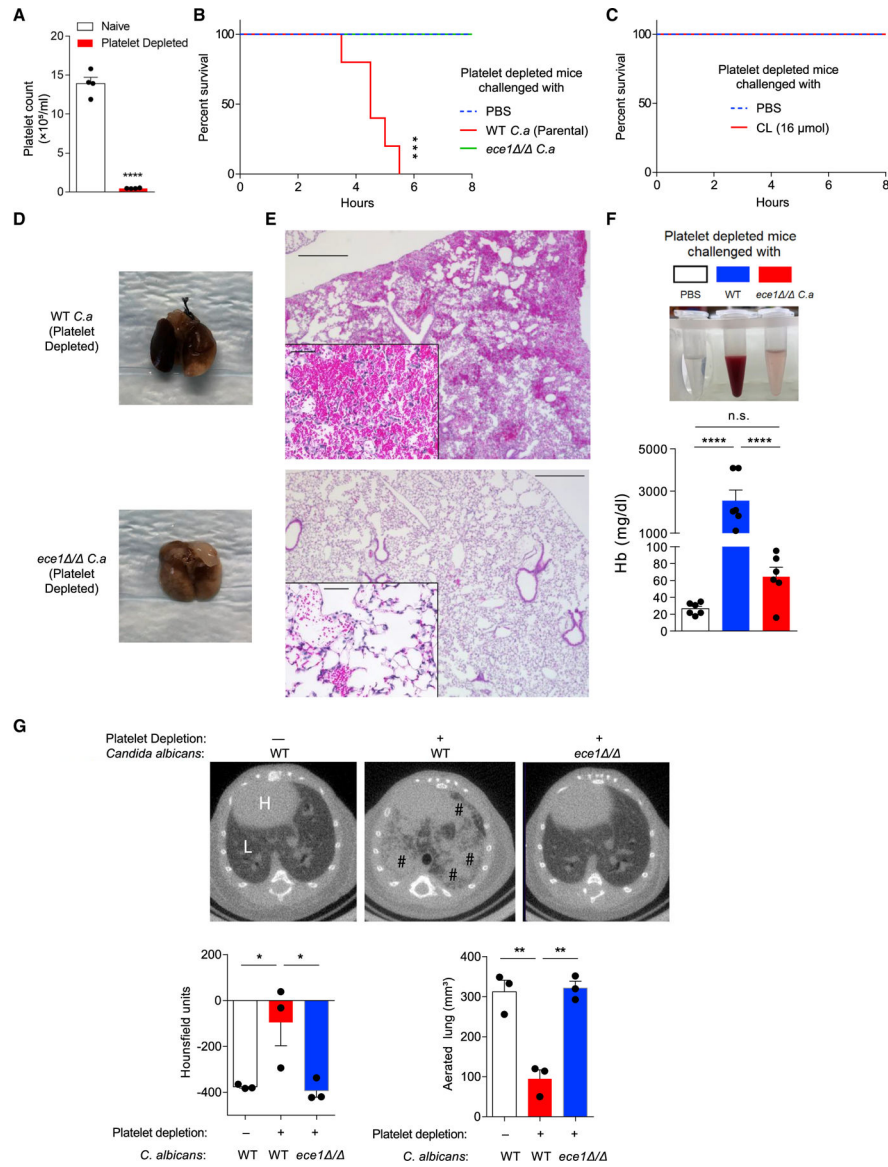 A
Naive
Platelet Depleted
Platelet count
(×10⁸/ml)
20
15
10
5
0
****
B
Percent survival
100
50
0
0 2 4 6 8
Hours
Platelet depleted mice
challenged with
PBS
WT C.a (Parental)
ece1Δ/Δ C.a
***
C
Percent survival
100
50
0
0 2 4 6 8
Hours
Platelet depleted mice
challenged with
PBS
CL (16 μmol)
D
WT C.a
(Platelet
Depleted)
ece1Δ/Δ C.a
(Platelet
Depleted)
E
F
Platelet depleted mice
challenged with
PBS WT ece1Δ/Δ C.a
n.s.
**** ****
Hb (mg/dl)
5000
3000
1000
100
80
60
40
20
0
G
Platelet Depletion: — + +
Candida albicans: WT WT ece1Δ/Δ
H
L
# # # #
Hounsfield units
200
0
-200
-400
* *
Platelet depletion: – + +
C. albicans: WT WT ece1Δ/Δ
Aerated lung (mm³)
400
300
200
100
0
** **
Platelet depletion: – + +
C. albicans: WT WT ece1Δ/Δ